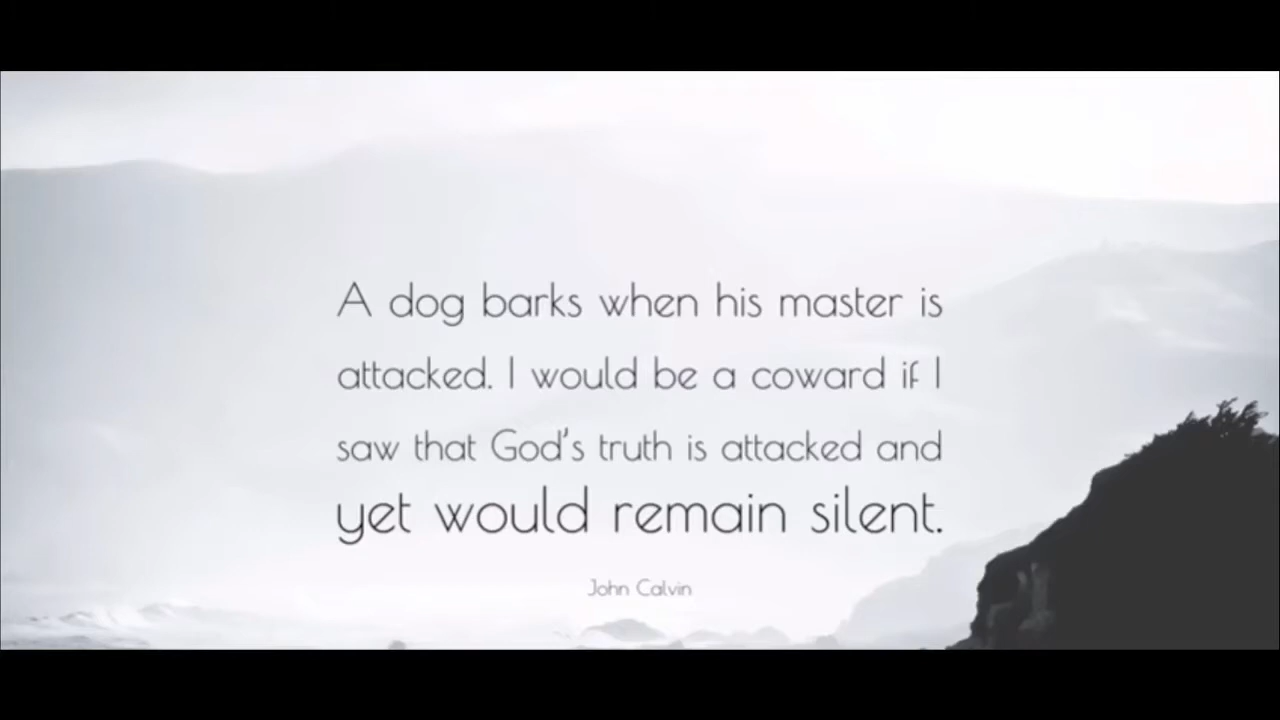 A dog barks when his master is
attacked. I would be a coward if I
saw that God's truth is attacked and
yet would remain silent.
John Calvin